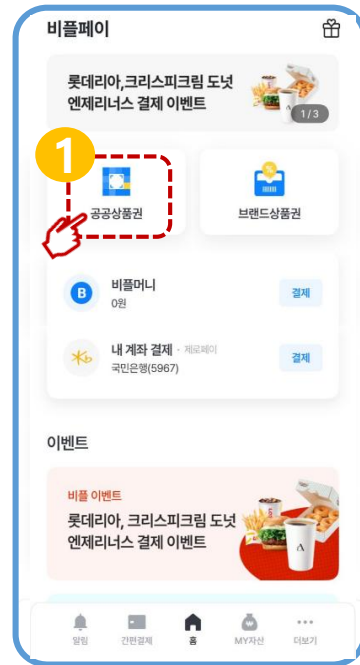 비플페이
롯데리아,크리스피크림 도넛
엔제리너스 결제 이벤트
1/3
1
공공상품권
브랜드상품권
B
비플머니
0원
결제
내 계좌 결제 · 제로페이
국민은행(5967)
결제
이벤트
비플 이벤트
롯데리아, 크리스피크림 도넛
엔제리너스 결제 이벤트
알림
간편결제
홈
MY자산
더보기